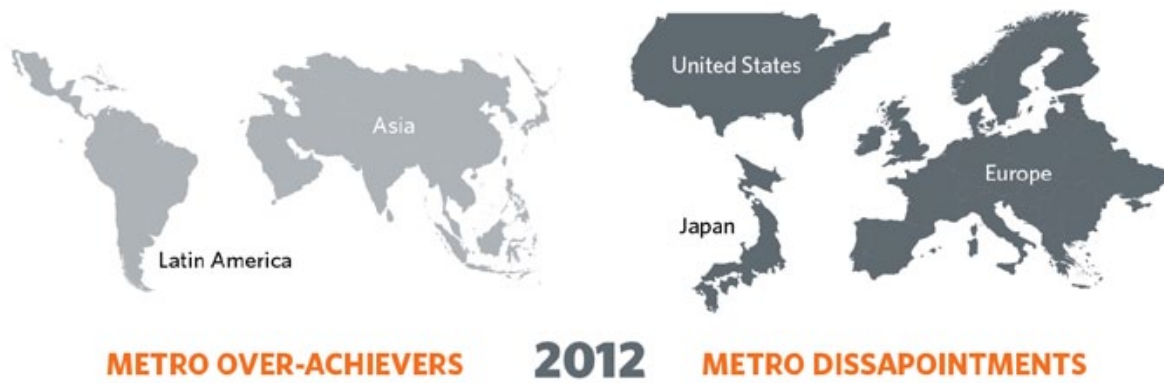 United States
Asia
Europe
Japan
Latin America
METRO OVER-ACHIEVERS 2012 METRO DISSAPOINTMENTS